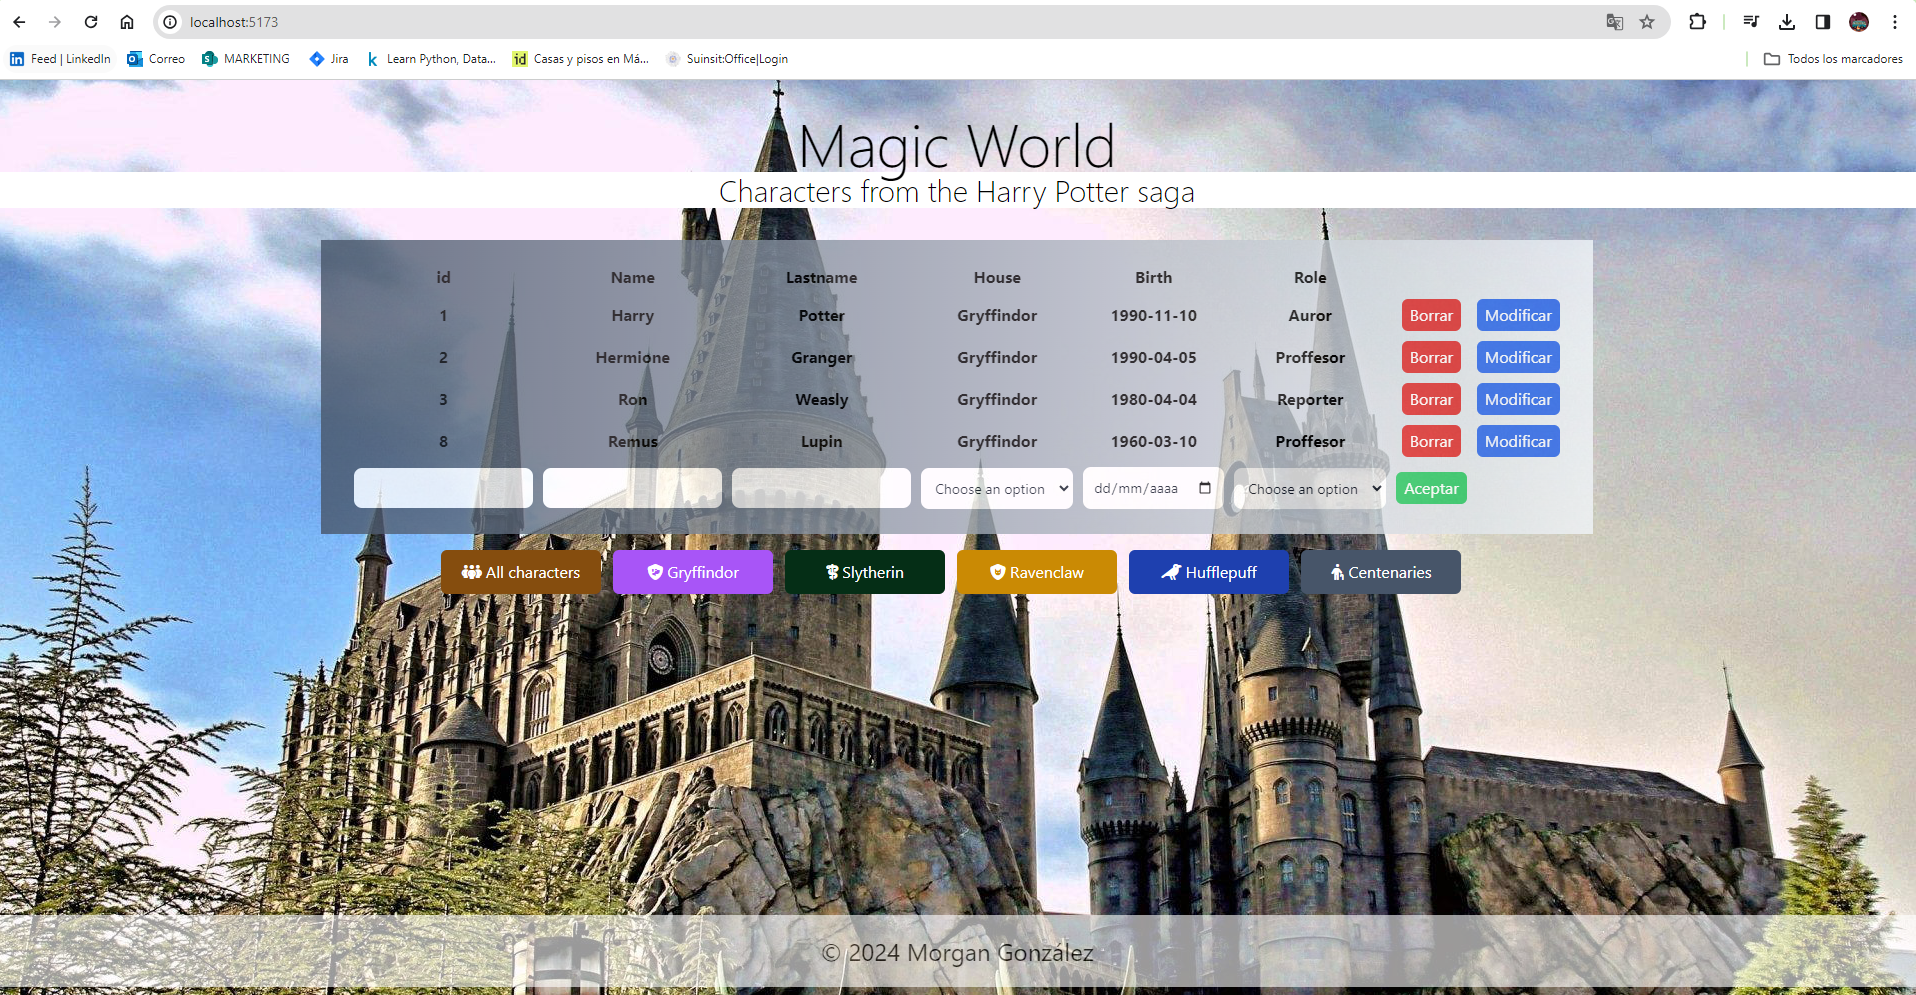 localhost:5173
Feed | LinkedIn Correo MARKETING Jira Learn Python, Data... Casas y pisos en Má... Suinsit:Office|Login Todos los marcadores
Magic World
Characters from the Harry Potter saga
id Name Lastname House Birth Role
1 Harry Potter Gryffindor 1990-11-10 Auror Borrar Modificar
2 Hermione Granger Gryffindor 1990-04-05 Proffesor Borrar Modificar
3 Ron Weasly Gryffindor 1980-04-04 Reporter Borrar Modificar
8 Remus Lupin Gryffindor 1960-03-10 Proffesor Borrar Modificar
Choose an option dd/mm/aaaa Choose an option Aceptar
All characters Gryffindor Slytherin Ravenclaw Hufflepuff Centenaries
© 2024 Morgan González